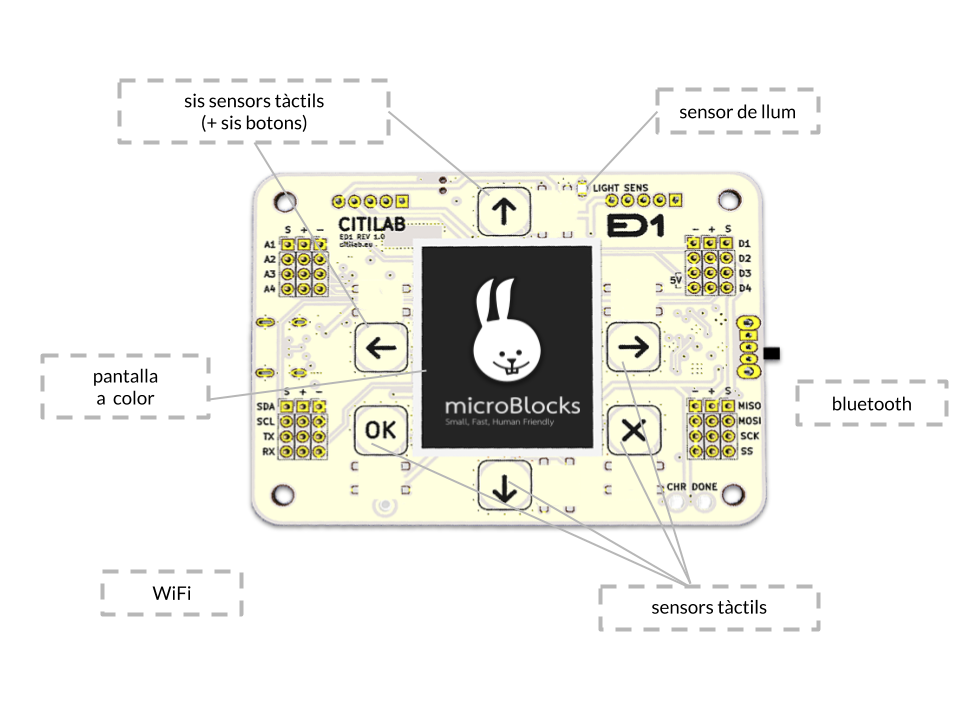 sis sensors tàctils
(+ sis botons)
sensor de llum
LIGHT SENS
CITILAB
ED1 REV 1.0
citilab.eu
ED1
S + -
A1
A2
A3
A4
- + S
D1
D2
D3
D4
5V
pantalla
a color
microBlocks
Small, Fast, Human Friendly
bluetooth
S + -
SDA
SCL
TX
RX
OK
- + S
MISO
MOSI
SCK
SS
CHR DONE
WiFi
sensors tàctils